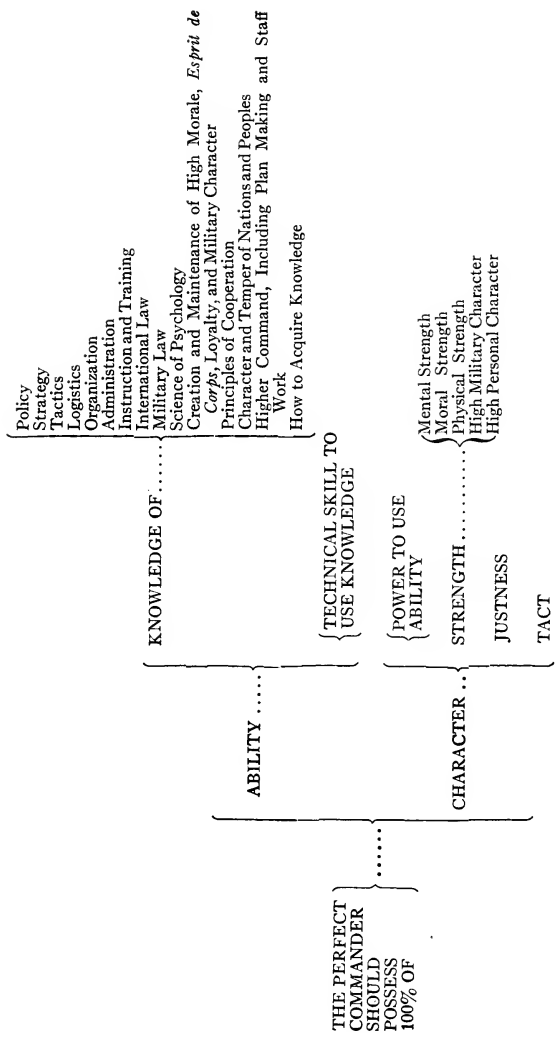 THE PERFECT
COMMANDER
SHOULD
POSSESS
100% OF
......
ABILITY .....
KNOWLEDGE OF .......
Policy
Strategy
Tactics
Logistics
Organization
Administration
Instruction and Training
International Law
Military Law
Science of Psychology
Creation and Maintenance of High Morale, Esprit de
Corps, Loyalty, and Military Character
Principles of Cooperation
Character and Temper of Nations and Peoples
Higher Command, Including Plan Making and Staff
Work
How to Acquire Knowledge
TECHNICAL SKILL TO
USE KNOWLEDGE
CHARACTER ..
POWER TO USE
ABILITY
STRENGTH ..........
Mental Strength
Moral Strength
Physical Strength
High Military Character
High Personal Character
JUSTNESS
TACT